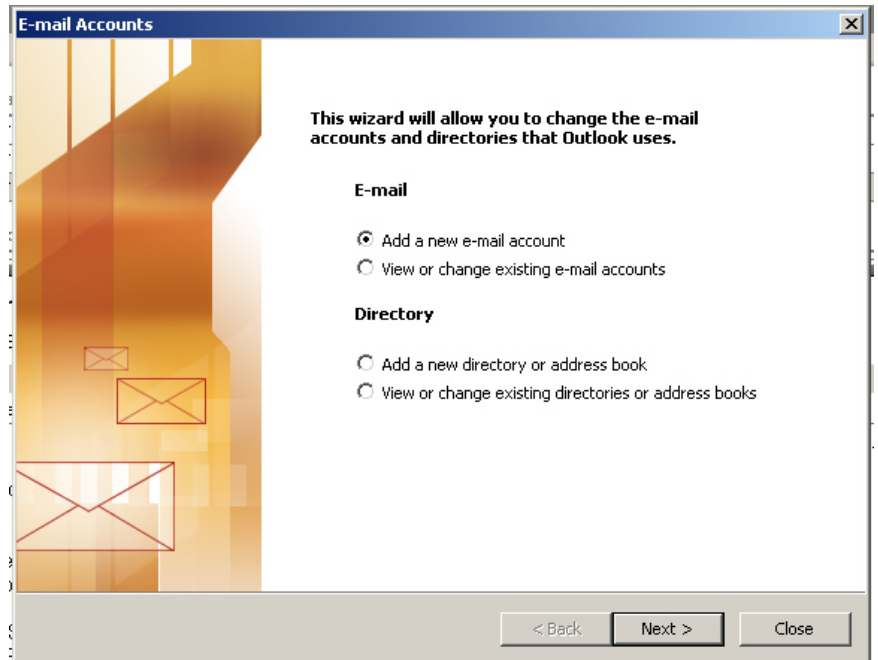 E-mail Accounts
This wizard will allow you to change the e-mail
accounts and directories that Outlook uses.
E-mail
Add a new e-mail account
View or change existing e-mail accounts
Directory
Add a new directory or address book
View or change existing directories or address books
< Back Next > Close